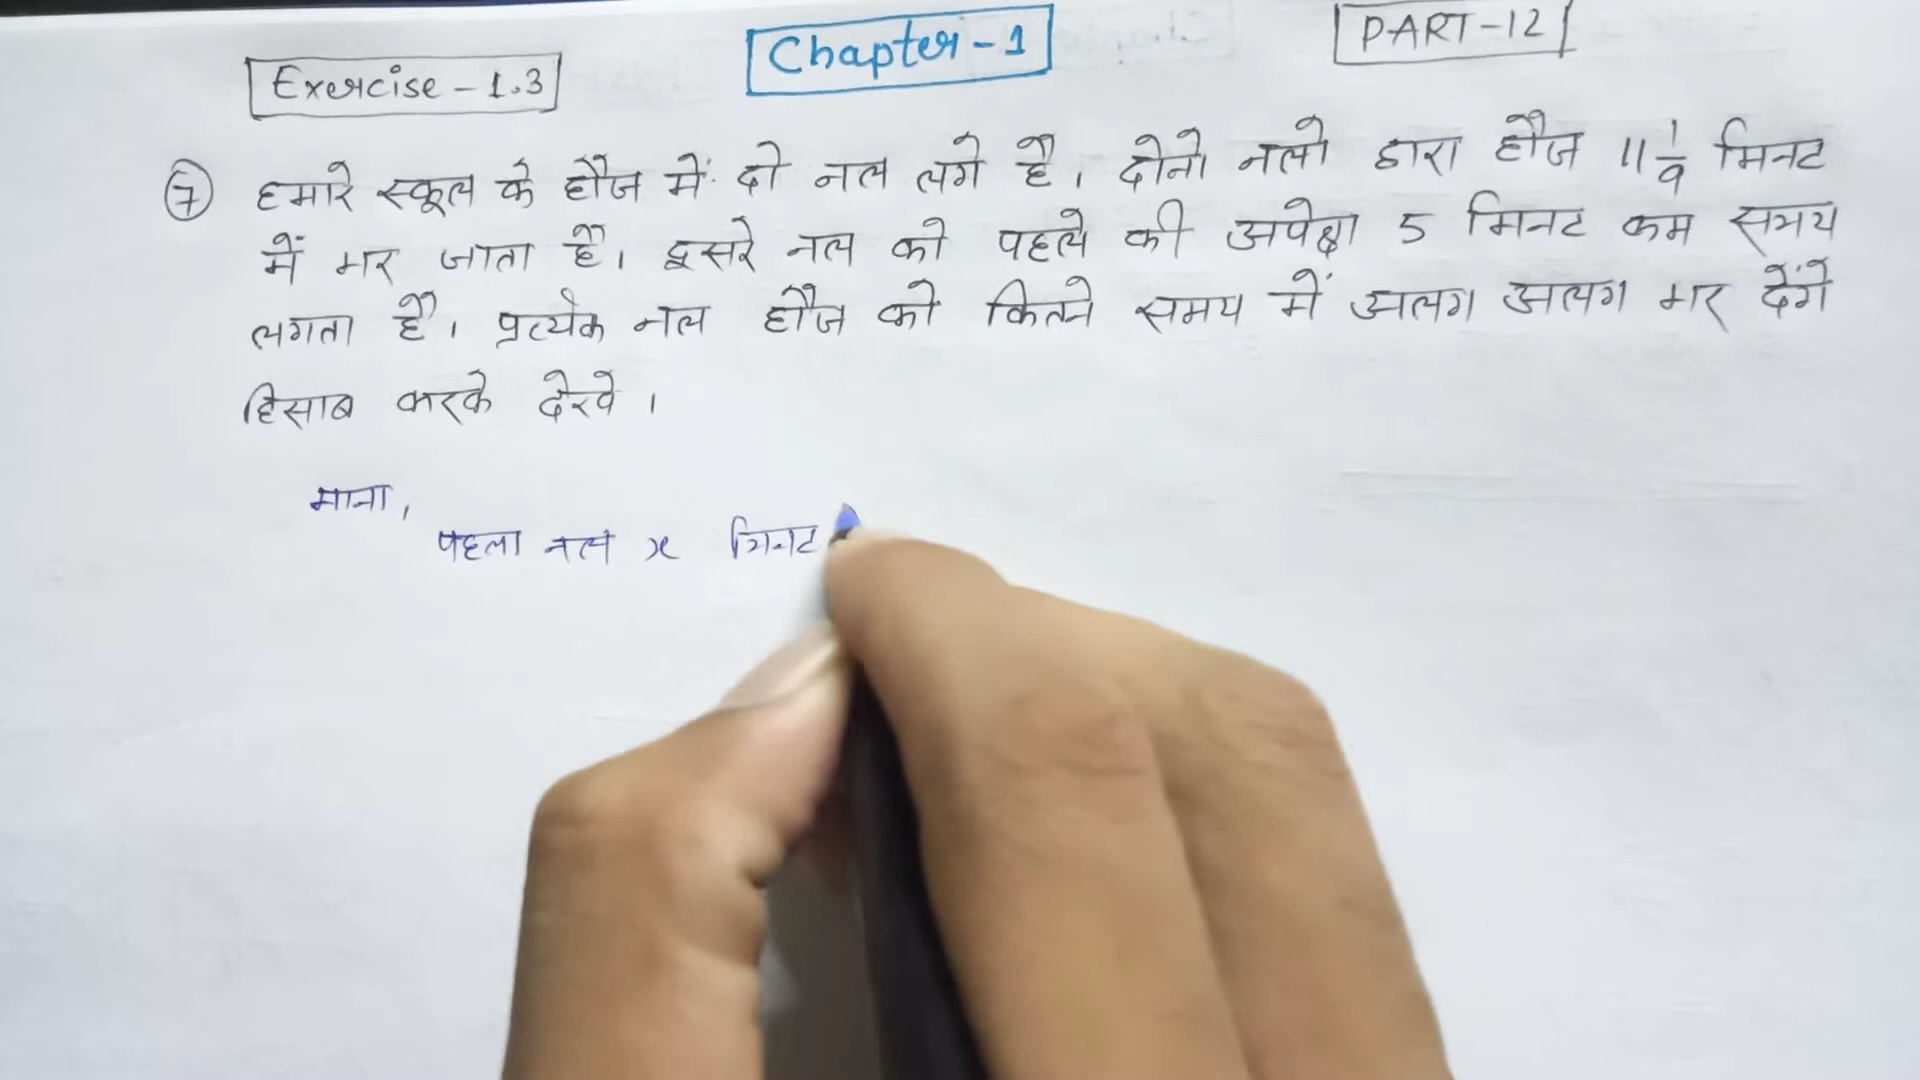 Exercise - 1.3
Chapter - 1
PART-12
⑦ हमारे स्कूल के हौज में दो नल लगे है। दोनो नलो द्वारा हौज 11 1/9 मिनट
में भर जाता है। दूसरे नल को पहले की अपेक्षा 5 मिनट कम समय
लगता है। प्रत्येक नल हौज को कितने समय में अलग अलग भर देंगे
हिसाब करके देखे।
माना,
पहला नल x मिनट